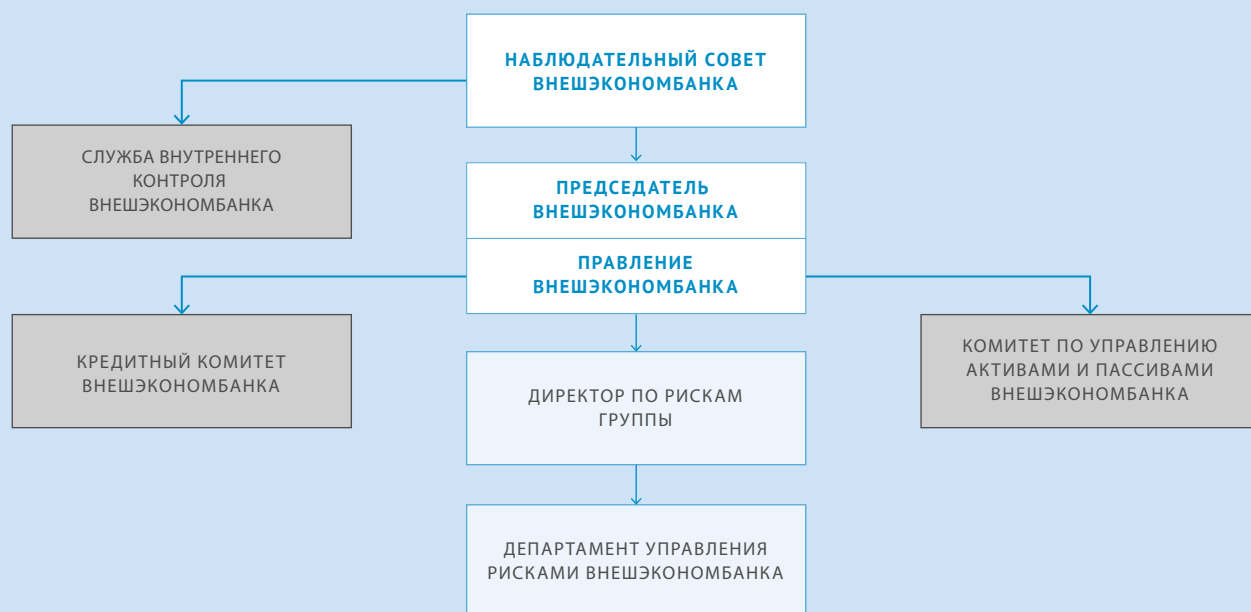 НАБЛЮДАТЕЛЬНЫЙ СОВЕТ
ВНЕШЭКОНОМБАНКА
СЛУЖБА ВНУТРЕННЕГО
КОНТРОЛЯ
ВНЕШЭКОНОМБАНКА
ПРЕДСЕДАТЕЛЬ
ВНЕШЭКОНОМБАНКА
ПРАВЛЕНИЕ
ВНЕШЭКОНОМБАНКА
КРЕДИТНЫЙ КОМИТЕТ
ВНЕШЭКОНОМБАНКА
КОМИТЕТ ПО УПРАВЛЕНИЮ
АКТИВАМИ И ПАССИВАМИ
ВНЕШЭКОНОМБАНКА
ДИРЕКТОР ПО РИСКАМ
ГРУППЫ
ДЕПАРТАМЕНТ УПРАВЛЕНИЯ
РИСКАМИ ВНЕШЭКОНОМБАНКА